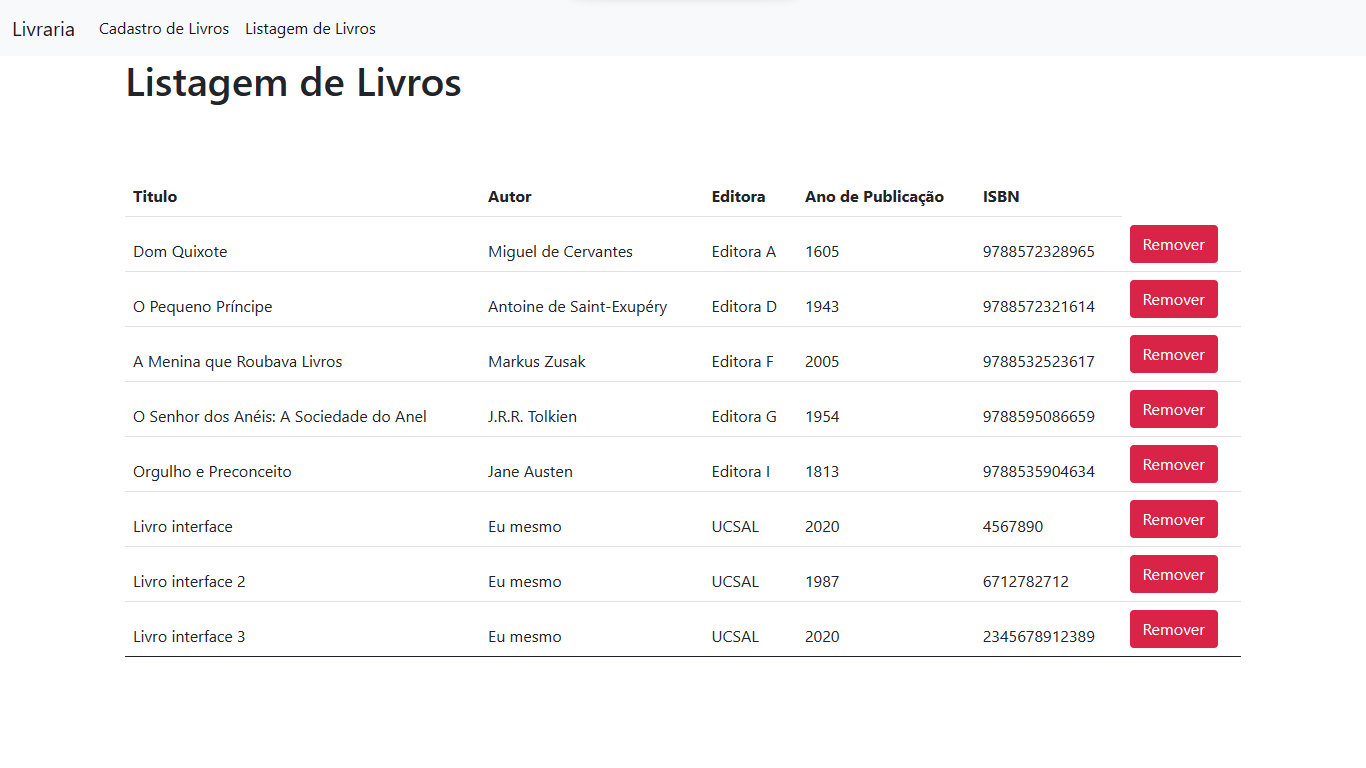 Livraria Cadastro de Livros Listagem de Livros
Listagem de Livros
Titulo Autor Editora Ano de Publicação ISBN
Dom Quixote Miguel de Cervantes Editora A 1605 9788572328965 Remover
O Pequeno Príncipe Antoine de Saint-Exupéry Editora D 1943 9788572321614 Remover
A Menina que Roubava Livros Markus Zusak Editora F 2005 9788532523617 Remover
O Senhor dos Anéis: A Sociedade do Anel J.R.R. Tolkien Editora G 1954 9788595086659 Remover
Orgulho e Preconceito Jane Austen Editora I 1813 9788535904634 Remover
Livro interface Eu mesmo UCSAL 2020 4567890 Remover
Livro interface 2 Eu mesmo UCSAL 1987 6712782712 Remover
Livro interface 3 Eu mesmo UCSAL 2020 2345678912389 Remover